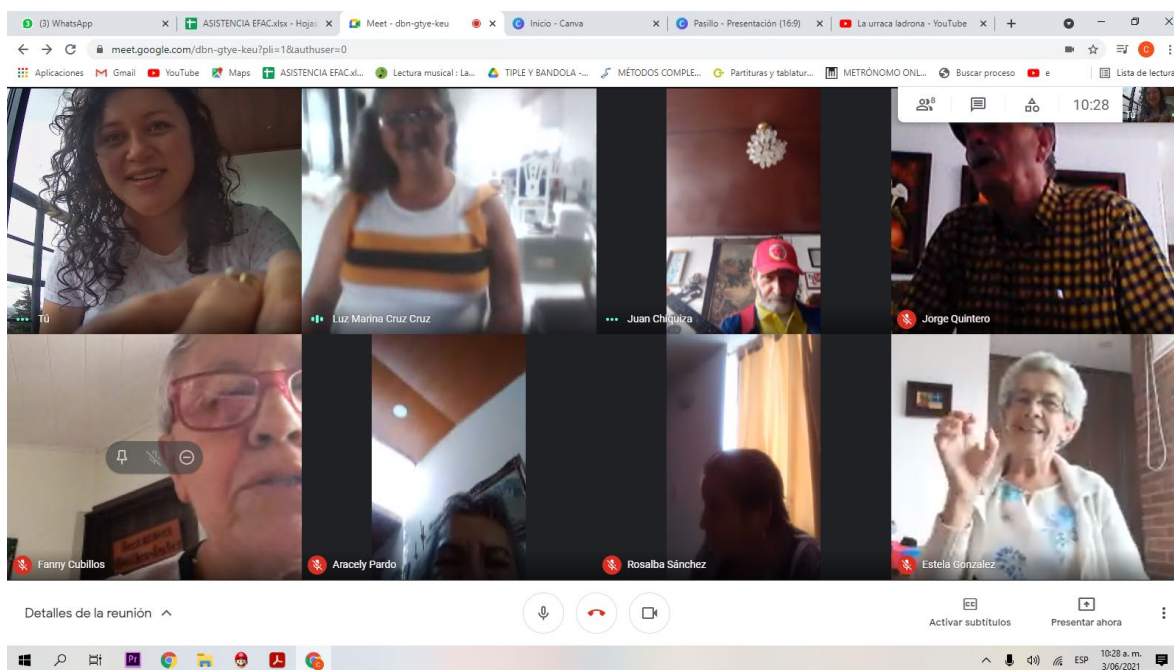 (3) WhatsApp
ASISTENCIA EFAC.xlsx - Hojas
Meet - dbn-gtye-keu
Inicio - Canva
Pasillo - Presentación (16:9)
La urraca ladrona - YouTube
meet.google.com/dbn-gtye-keu?pli=1&authuser=0
Aplicaciones
Gmail
YouTube
Maps
ASISTENCIA EFAC.xl...
Lectura musical : La...
TIPLE Y BANDOLA -...
MÉTODOS COMPLE...
Partituras y tablatur...
METRÓNOMO ONL...
Buscar proceso
e
Lista de lectura
8
10:28
Tú
Tú
Luz Marina Cruz Cruz
Juan Chiquiza
Jorge Quintero
Fanny Cubillos
Aracely Pardo
Rosalba Sánchez
Estela Gonzalez
Detalles de la reunión
CC
Activar subtítulos
Presentar ahora
Pr
ESP
10:28 a. m.
3/06/2021